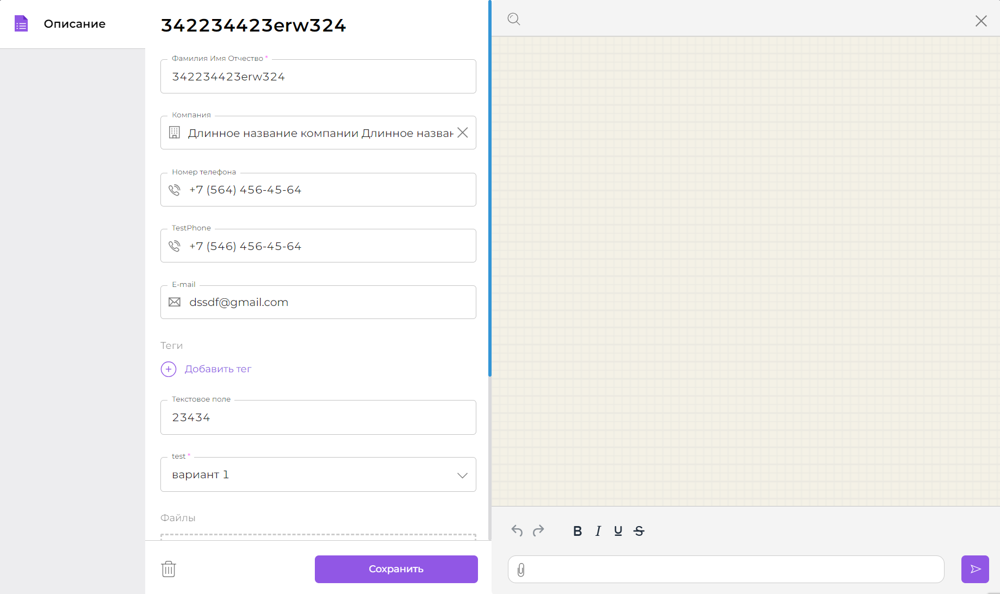 Описание
342234423erw324
Фамилия Имя Отчество *
342234423erw324
Компания
Длинное название компании Длинное назван
Номер телефона
+7 (564) 456-45-64
TestPhone
+7 (546) 456-45-64
E-mail
dssdf@gmail.com
Теги
Добавить тег
Текстовое поле
23434
test *
вариант 1
Файлы
Сохранить
B I U S